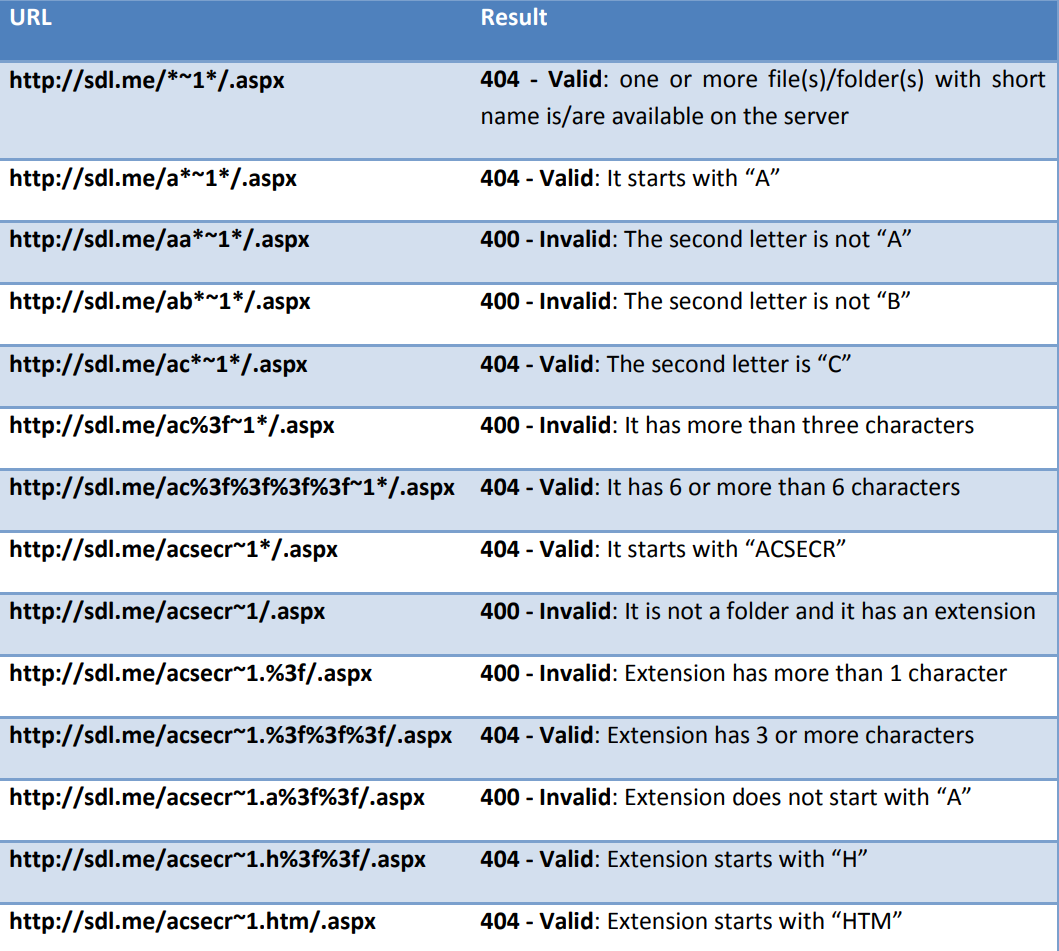 URL Result
http://sdl.me/*~1*/.aspx 404 - Valid: one or more file(s)/folder(s) with short
name is/are available on the server
http://sdl.me/a*~1*/.aspx 404 - Valid: It starts with “A”
http://sdl.me/aa*~1*/.aspx 400 - Invalid: The second letter is not “A”
http://sdl.me/ab*~1*/.aspx 400 - Invalid: The second letter is not “B”
http://sdl.me/ac*~1*/.aspx 404 - Valid: The second letter is “C”
http://sdl.me/ac%3f~1*/.aspx 400 - Invalid: It has more than three characters
http://sdl.me/ac%3f%3f%3f%3f~1*/.aspx 404 - Valid: It has 6 or more than 6 characters
http://sdl.me/acsecr~1*/.aspx 404 - Valid: It starts with “ACSECR”
http://sdl.me/acsecr~1/.aspx 400 - Invalid: It is not a folder and it has an extension
http://sdl.me/acsecr~1.%3f/.aspx 400 - Invalid: Extension has more than 1 character
http://sdl.me/acsecr~1.%3f%3f%3f/.aspx 404 - Valid: Extension has 3 or more characters
http://sdl.me/acsecr~1.a%3f%3f/.aspx 400 - Invalid: Extension does not start with “A”
http://sdl.me/acsecr~1.h%3f%3f/.aspx 404 - Valid: Extension starts with “H”
http://sdl.me/acsecr~1.htm/.aspx 404 - Valid: Extension starts with “HTM”